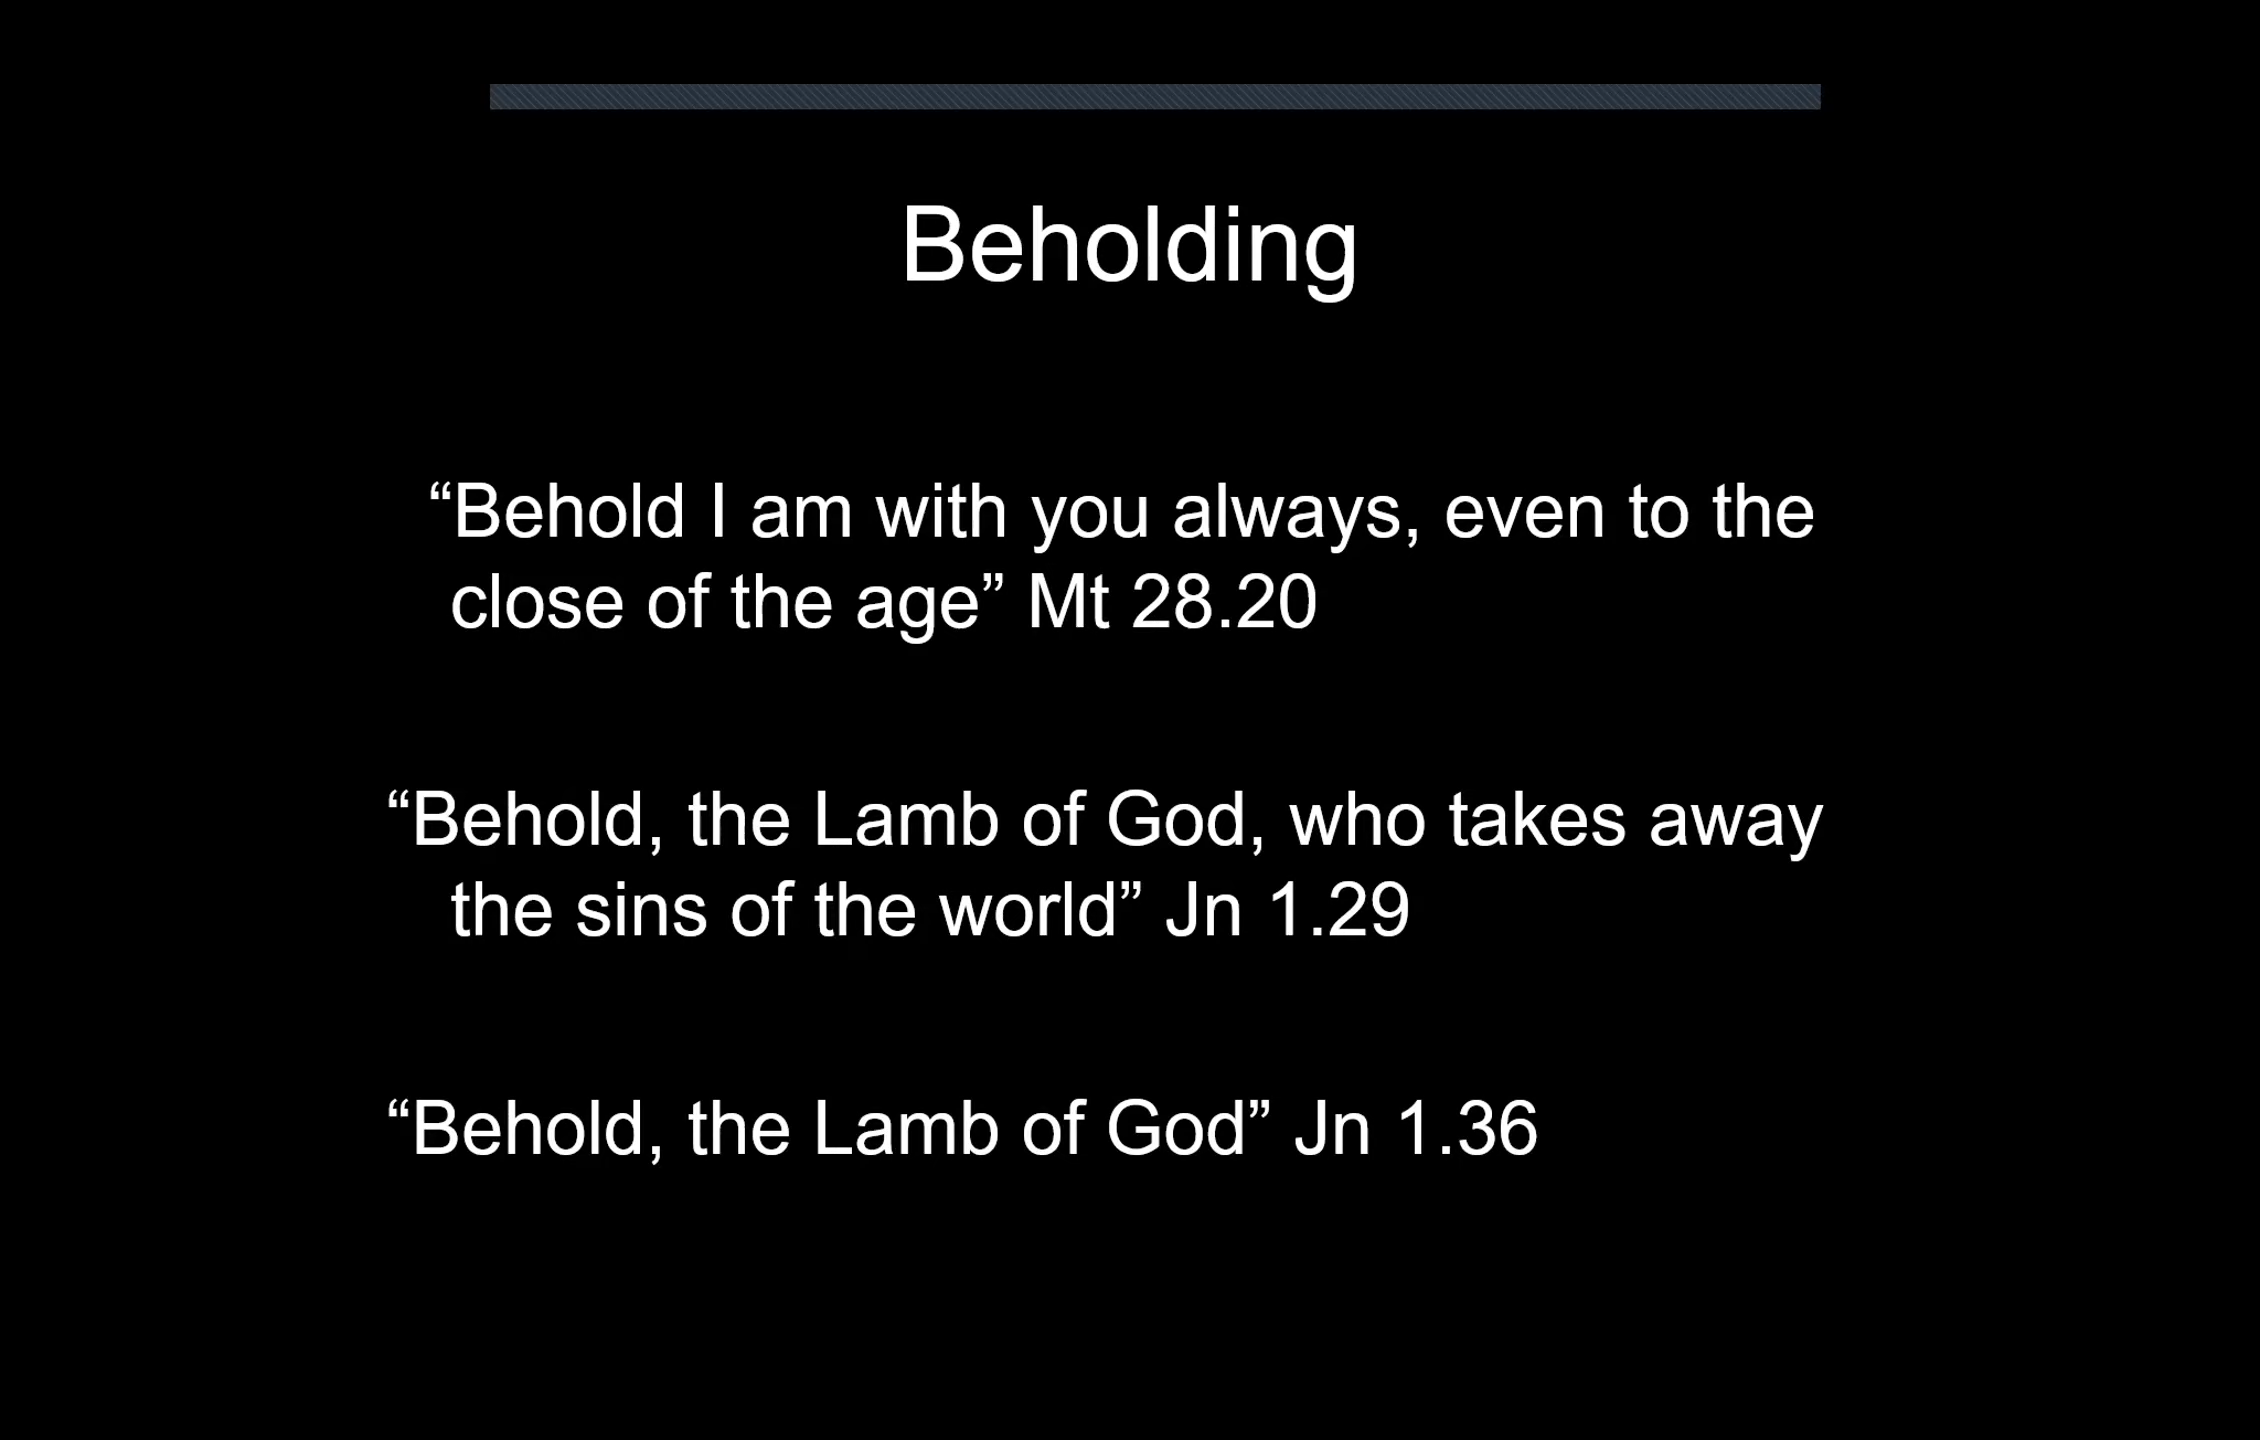 Beholding
“Behold I am with you always, even to the
close of the age” Mt 28.20
“Behold, the Lamb of God, who takes away
the sins of the world” Jn 1.29
“Behold, the Lamb of God” Jn 1.36